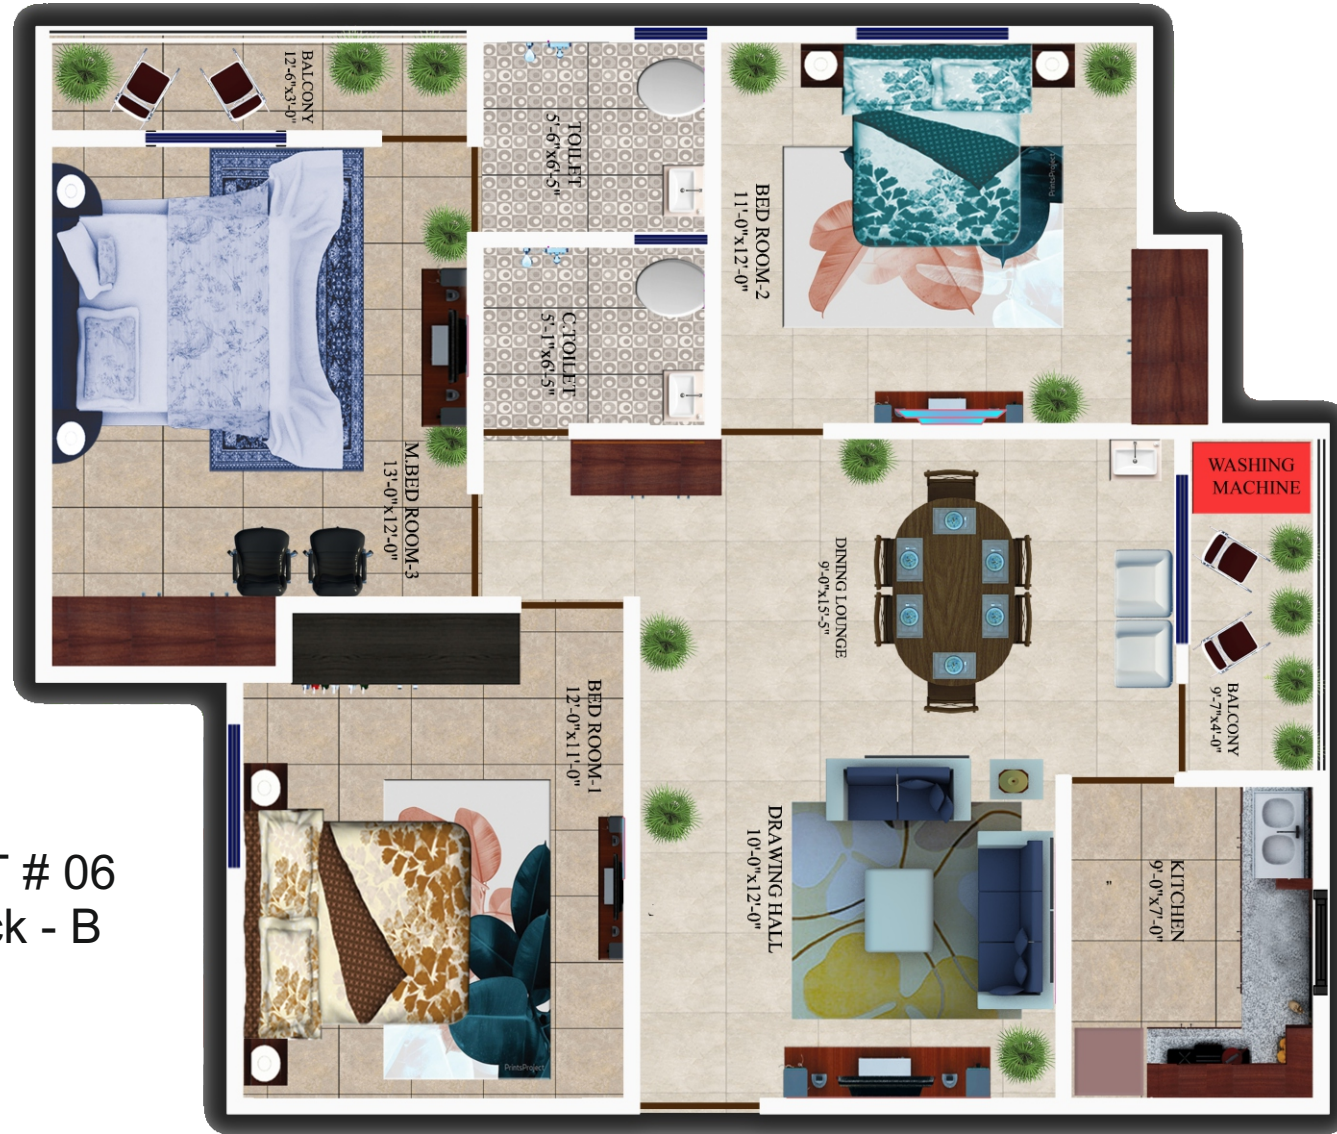 BALCONY
12'-6"x3'-0"
TOILET
5'-6"x6'-5"
BED ROOM-2
11'-0"x12'-0"
PrintsProject
C.TOILET
5'-1"x6'-5"
M.BED ROOM-3
13'-0"x12'-0"
WASHING
MACHINE
DINING LOUNGE
9'-0"x15'-5"
BALCONY
9'-7"x4'-0"
BED ROOM-1
12'-0"x11'-0"
DRAWING HALL
10'-0"x12'-0"
KITCHEN
9'-0"x7'-0"
T # 06
ck - B
PrintsProject